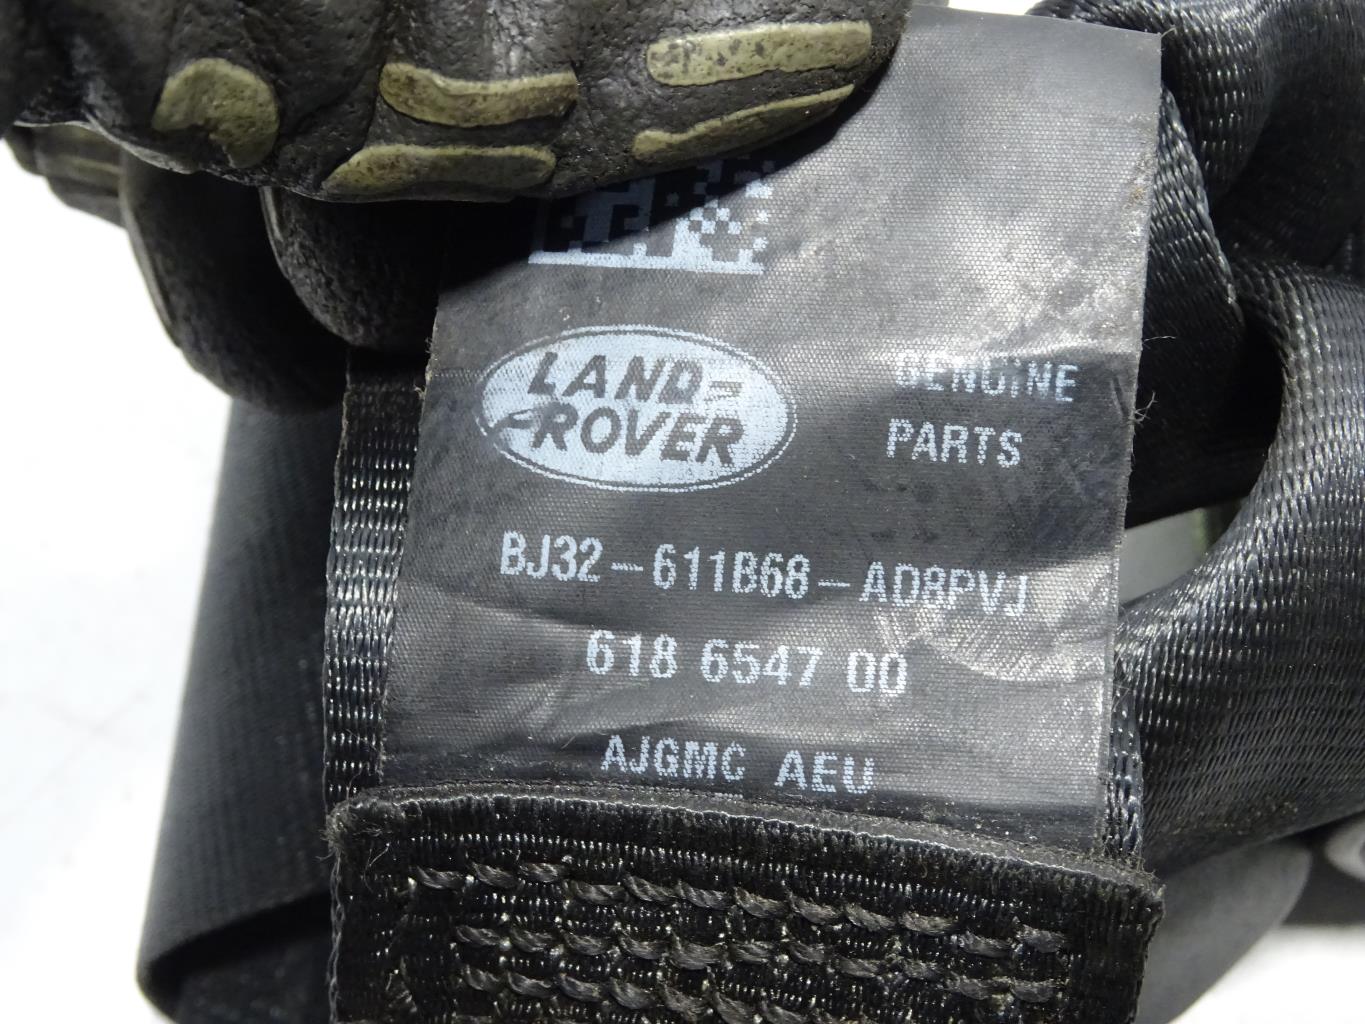 LAND
ROVER
GENUINE
PARTS
BJ32-611B68-AD8PVJ
618 6547 00
AJGMC AEU